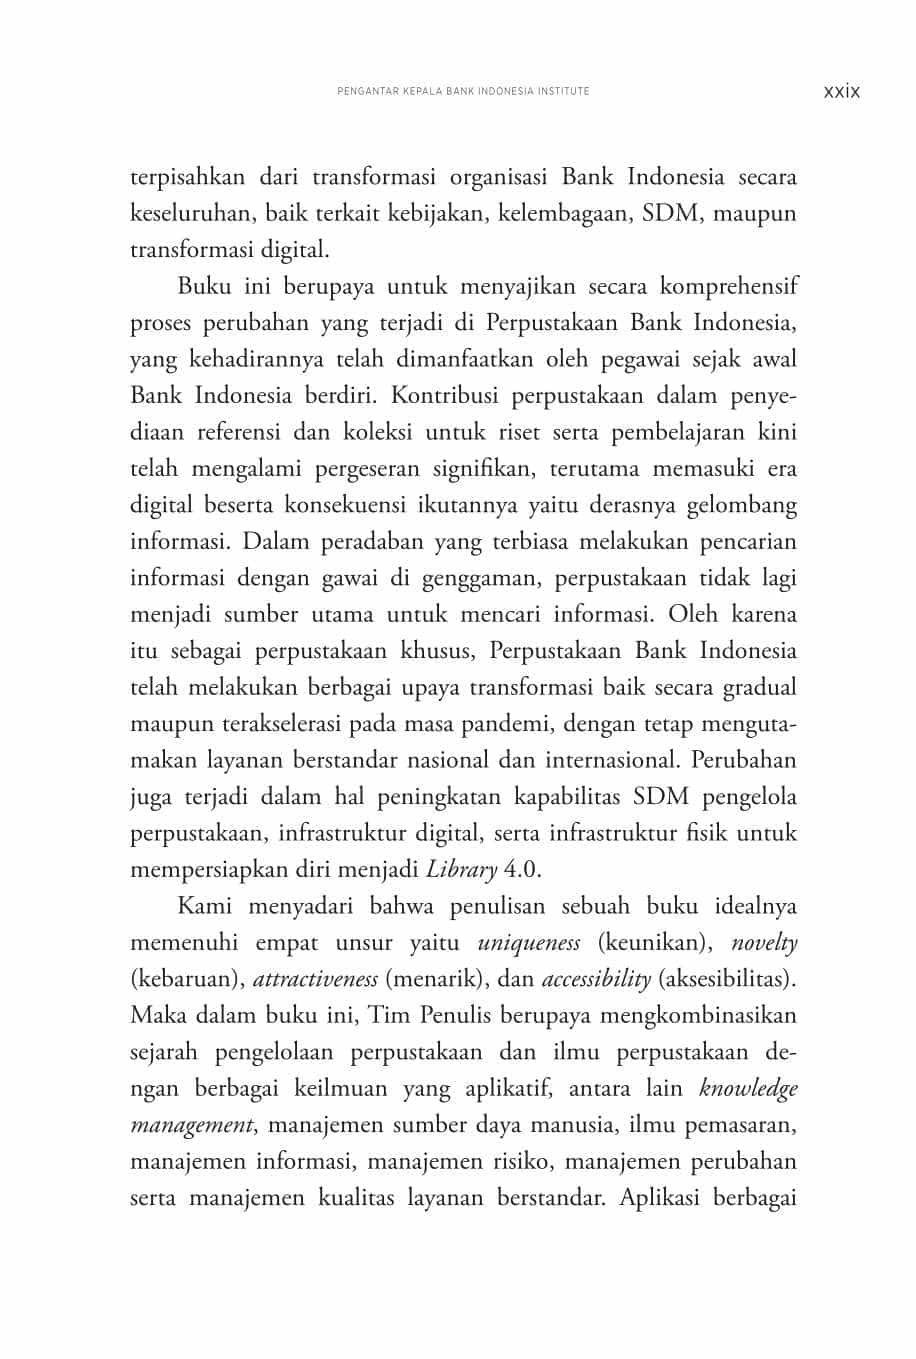 PENGANTAR KEPALA BANK INDONESIA INSTITUTE
xxix
terpisahkan dari transformasi organisasi Bank Indonesia secara
keseluruhan, baik terkait kebijakan, kelembagaan, SDM, maupun
transformasi digital.
Buku ini berupaya untuk menyajikan secara komprehensif
proses perubahan yang terjadi di Perpustakaan Bank Indonesia,
yang kehadirannya telah dimanfaatkan oleh pegawai sejak awal
Bank Indonesia berdiri. Kontribusi perpustakaan dalam penye-
diaan referensi dan koleksi untuk riset serta pembelajaran kini
telah mengalami pergeseran signifikan, terutama memasuki era
digital beserta konsekuensi ikutannya yaitu derasnya gelombang
informasi. Dalam peradaban yang terbiasa melakukan pencarian
informasi dengan gawai di genggaman, perpustakaan tidak lagi
menjadi sumber utama untuk mencari informasi. Oleh karena
itu sebagai perpustakaan khusus, Perpustakaan Bank Indonesia
telah melakukan berbagai upaya transformasi baik secara gradual
maupun terakselerasi pada masa pandemi, dengan tetap menguta-
makan layanan berstandar nasional dan internasional. Perubahan
juga terjadi dalam hal peningkatan kapabilitas SDM pengelola
perpustakaan, infrastruktur digital, serta infrastruktur fisik untuk
mempersiapkan diri menjadi Library 4.0.
Kami menyadari bahwa penulisan sebuah buku idealnya
memenuhi empat unsur yaitu uniqueness (keunikan), novelty
(kebaruan), attractiveness (menarik), dan accessibility (aksesibilitas).
Maka dalam buku ini, Tim Penulis berupaya mengkombinasikan
sejarah pengelolaan perpustakaan dan ilmu perpustakaan de-
ngan berbagai keilmuan yang aplikatif, antara lain knowledge
management, manajemen sumber daya manusia, ilmu pemasaran,
manajemen informasi, manajemen risiko, manajemen perubahan
serta manajemen kualitas layanan berstandar. Aplikasi berbagai